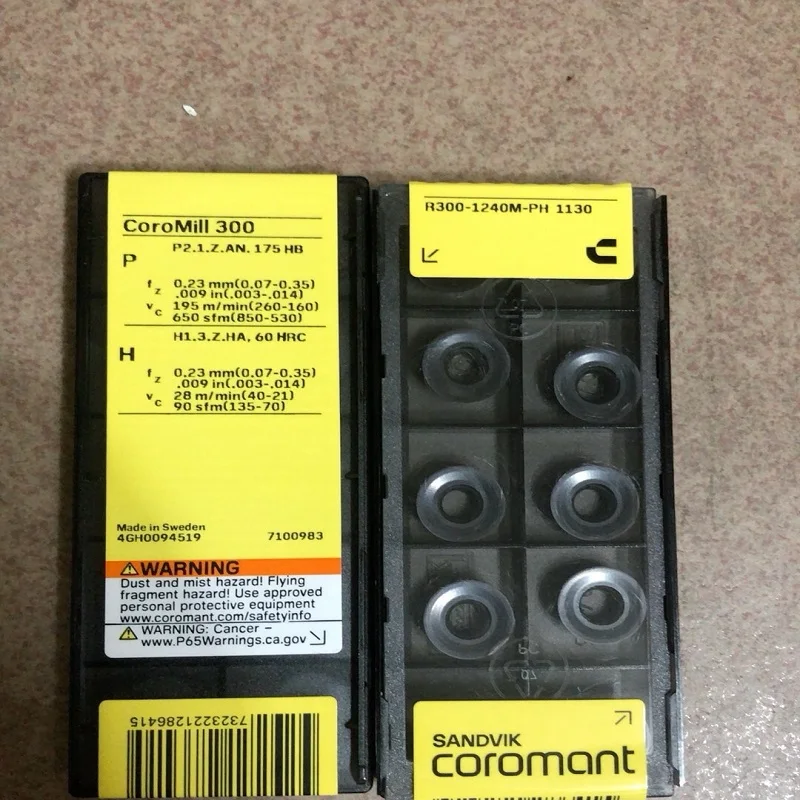 CoroMill 300
P
P2.1.Z.AN. 175 HB
fz 0.23 mm(0.07-0.35)
.009 in(.003-.014)
vc 195 m/min(260-160)
650 sfm(850-530)
H
H1.3.Z.HA, 60 HRC
fz 0.23 mm(0.07-0.35)
.009 in(.003-.014)
vc 28 m/min(40-21)
90 sfm(135-70)
Made in Sweden
4GH0094519 7100983
⚠WARNING
Dust and mist hazard! Flying
fragment hazard! Use approved
personal protective equipment
www.coromant.com/safetyinfo
⚠ WARNING: Cancer –
www.P65Warnings.ca.gov
7323221286415
R300-1240M-PH 1130
SANDVIK
coromant